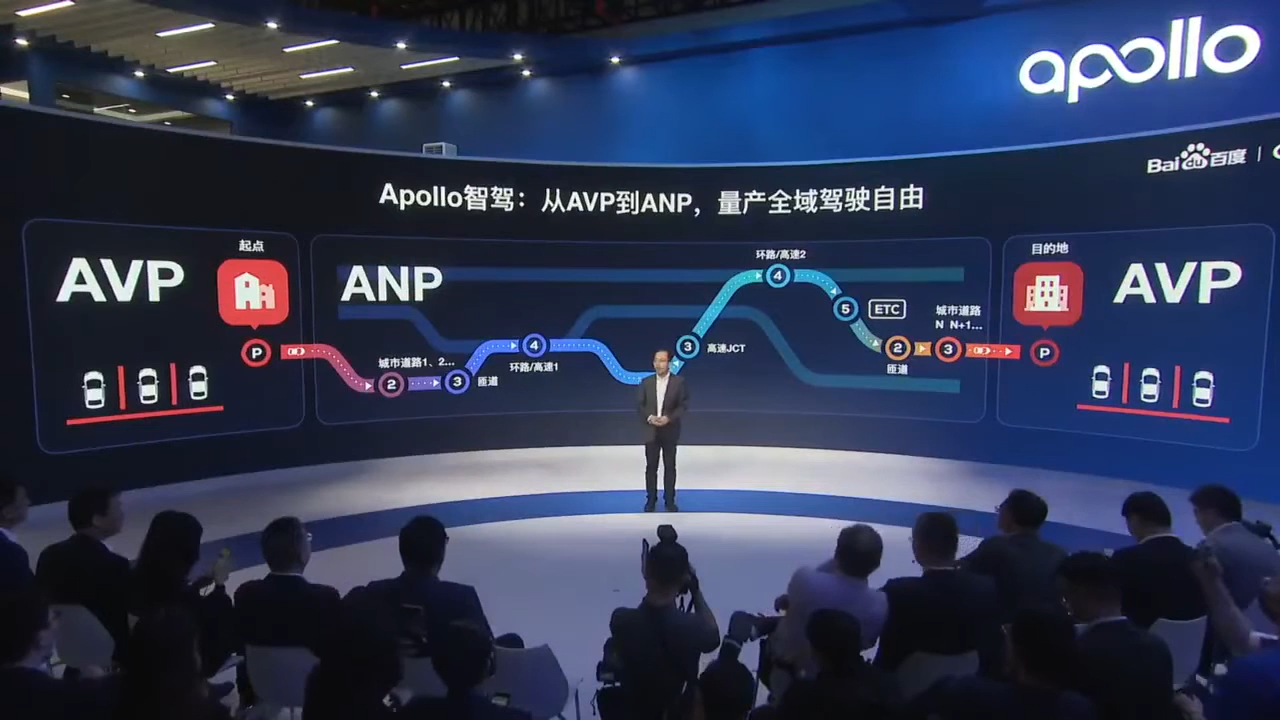 apollo
Bai du 百度
Apollo智驾：从AVP到ANP，量产全域驾驶自由
AVP
起点
P
ANP
城市道路1、2...
2
3
匝道
4
环路/高速1
3
高速JCT
环路/高速2
4
5
ETC
2
匝道
城市道路
N N+1...
3
目的地
P
AVP